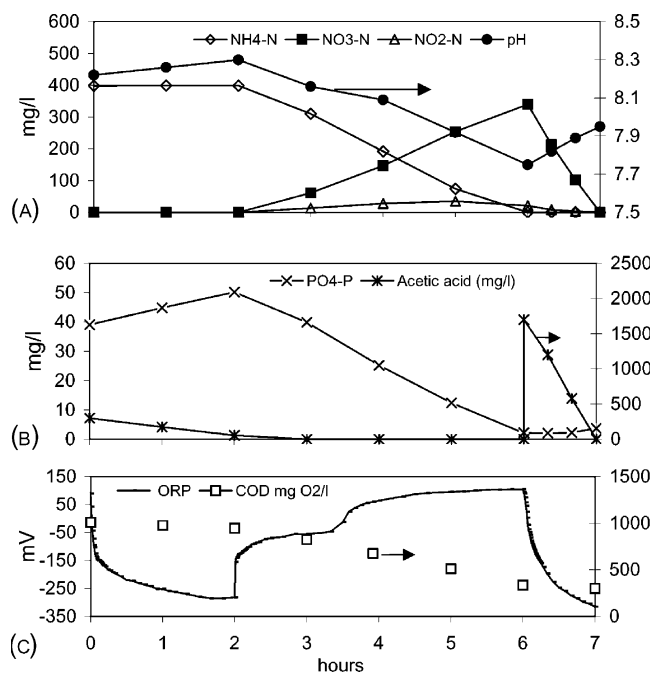 600 8.5
NH4-N NO3-N NO2-N pH
500 8.3
400
mg/l 300 8.1
200 7.9
100 7.7
(A) 0 7.5
60 2500
PO4-P Acetic acid (mg/l)
50 2000
40
mg/l 30 1500
20 1000
10 500
(B) 0 0
150 1500
ORP COD mg O2/l
50
-50 1000
mV
-150 500
-250
(C) -350 0
0 1 2 3 4 5 6 7
hours